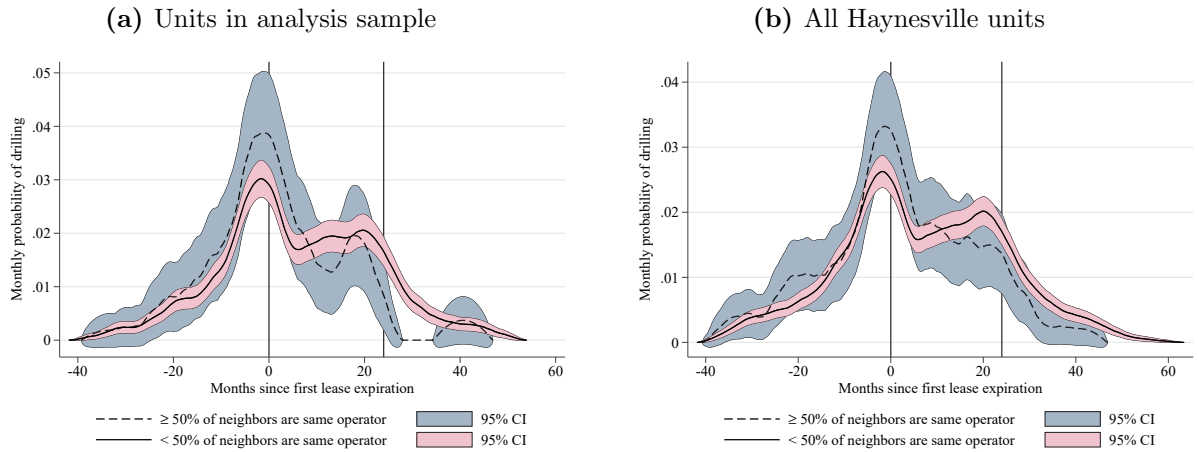 (a) Units in analysis sample
Monthly probability of drilling
.05
.04
.03
.02
.01
0
-40
-20
0
20
40
60
Months since first lease expiration
≥ 50% of neighbors are same operator
95% CI
< 50% of neighbors are same operator
95% CI
(b) All Haynesville units
Monthly probability of drilling
.04
.03
.02
.01
0
-40
-20
0
20
40
60
Months since first lease expiration
≥ 50% of neighbors are same operator
95% CI
< 50% of neighbors are same operator
95% CI